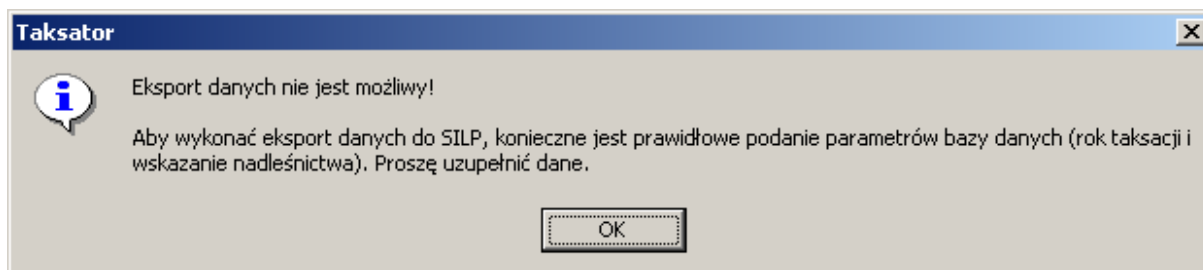 Taksator
Eksport danych nie jest możliwy!
Aby wykonać eksport danych do SILP, konieczne jest prawidłowe podanie parametrów bazy danych (rok taksacji i
wskazanie nadleśnictwa). Proszę uzupełnić dane.
OK